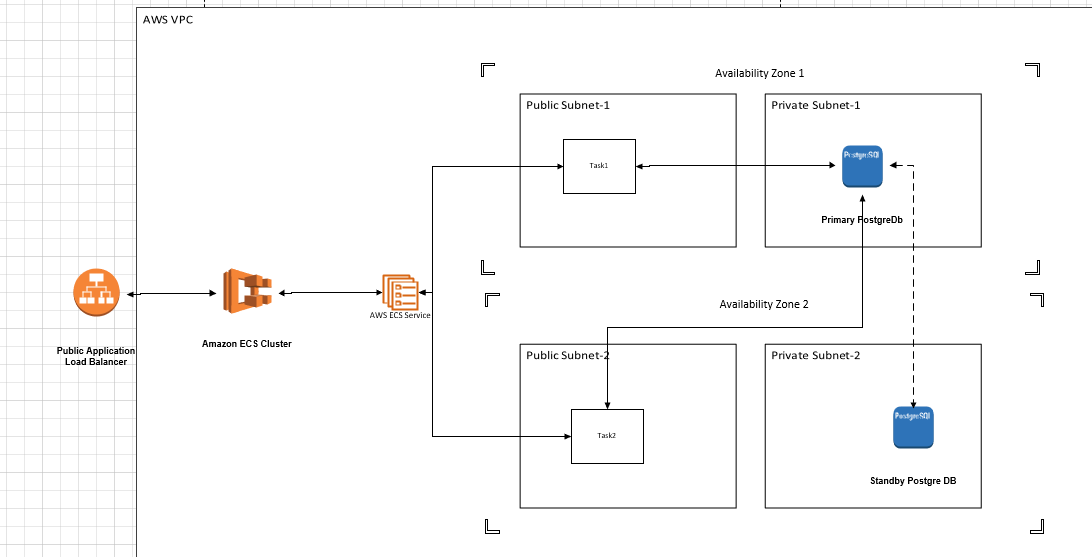 AWS VPC
Availability Zone 1
Public Subnet-1
Private Subnet-1
Task1
PostgreSQL
Primary PostgreDb
Public Application
Load Balancer
Amazon ECS Cluster
AWS ECS Service
Availability Zone 2
Public Subnet-2
Private Subnet-2
Task2
PostgreSQL
Standby Postgre DB